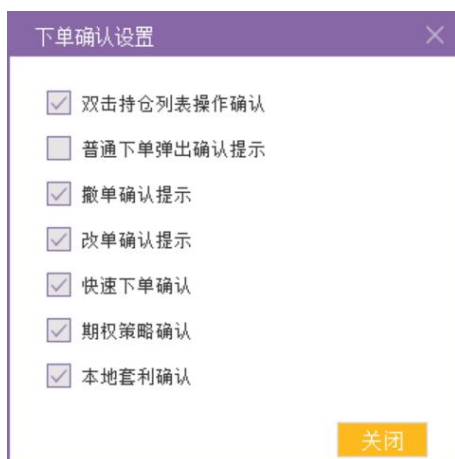 下单确认设置
双击持仓列表操作确认
普通下单弹出确认提示
撤单确认提示
改单确认提示
快速下单确认
期权策略确认
本地套利确认
关闭